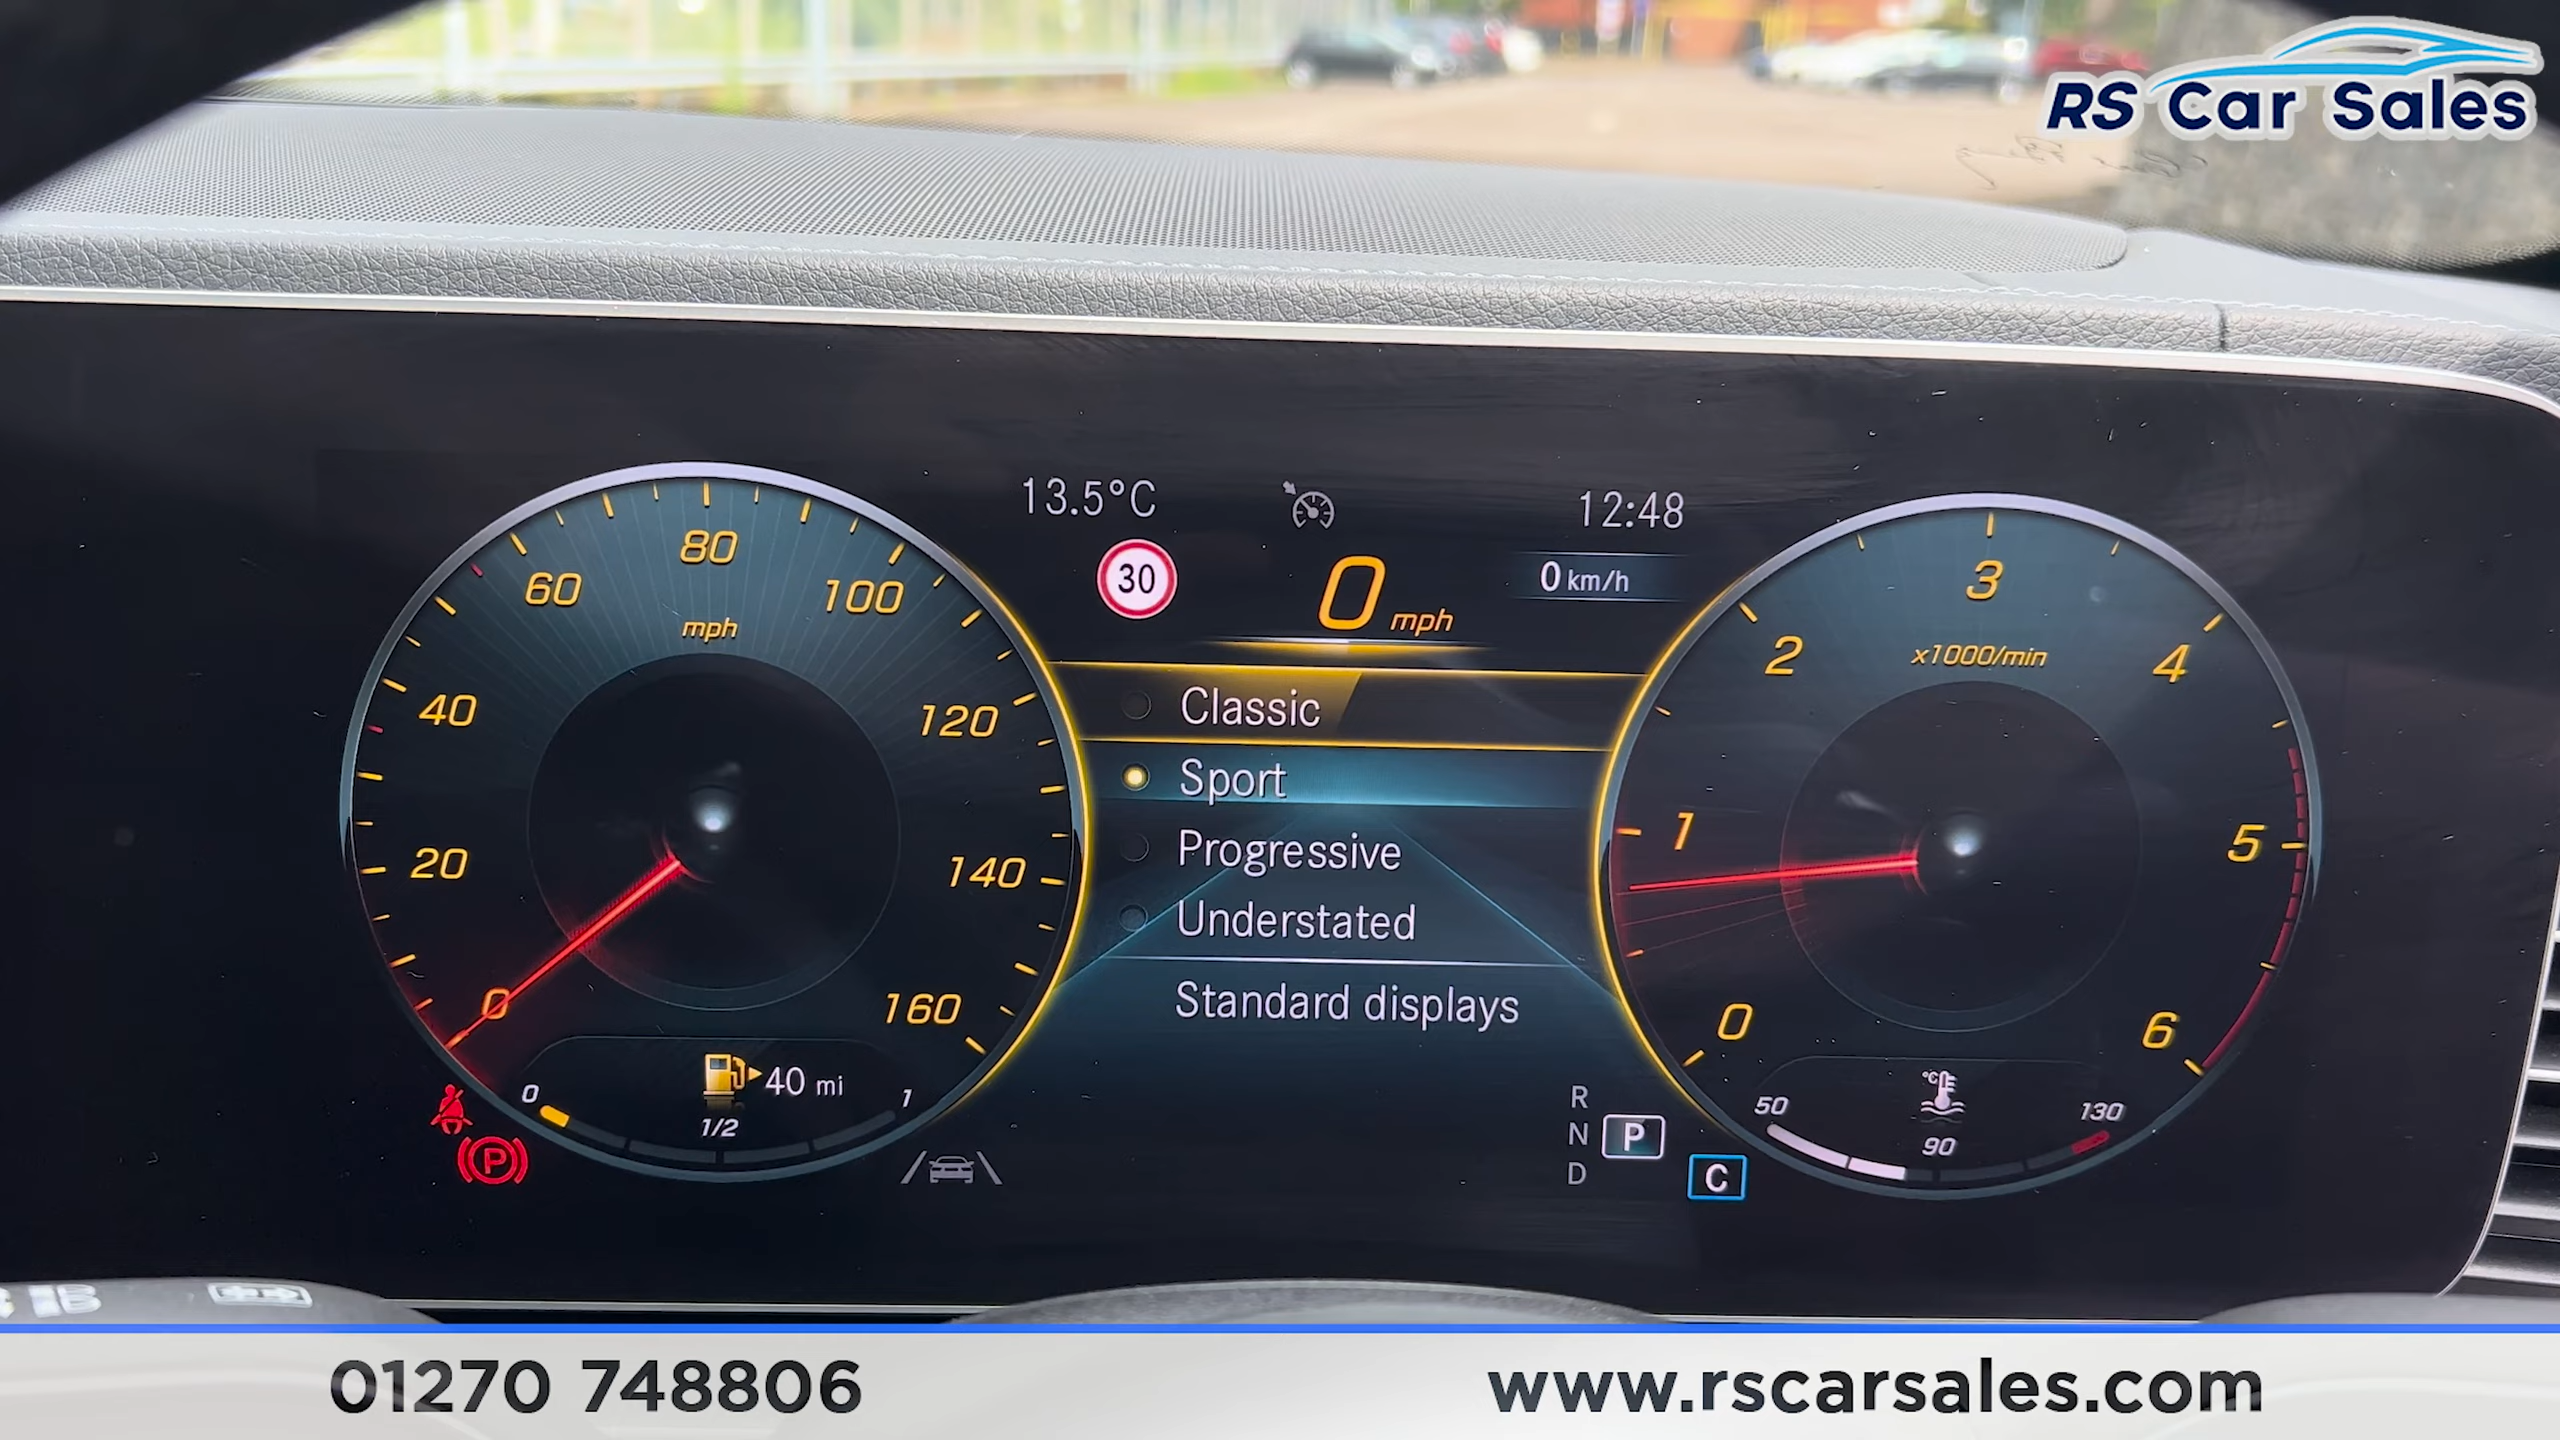 RS Car Sales
13.5°C
12:48
30
0 mph
0 km/h
Classic
Sport
Progressive
Understated
Standard displays
0
20
40
60
80
100
120
140
160
mph
0
1/2
1
40 mi
P
R
N
D
P
C
0
1
2
3
4
5
6
x1000/min
°C
50
90
130
01270 748806
www.rscarsales.com